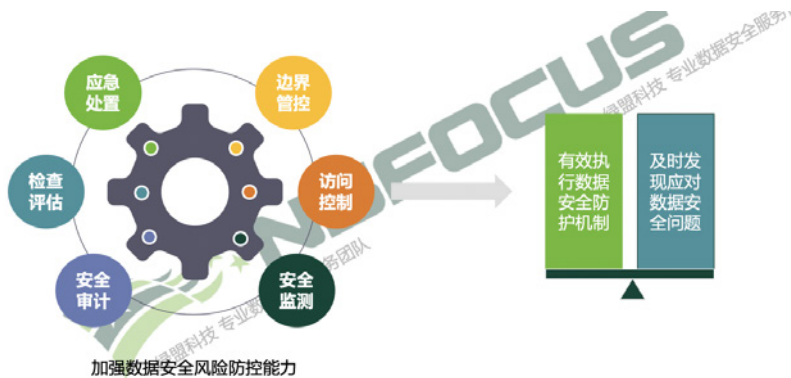 应急
处置
边界
管控
检查
评估
访问
控制
安全
审计
安全
监测
加强数据安全风险防控能力
有效执
行数据
安全防
护机制
及时发
现应对
数据安
全问题
NSFOCUS
绿盟科技 专业数据安全服务